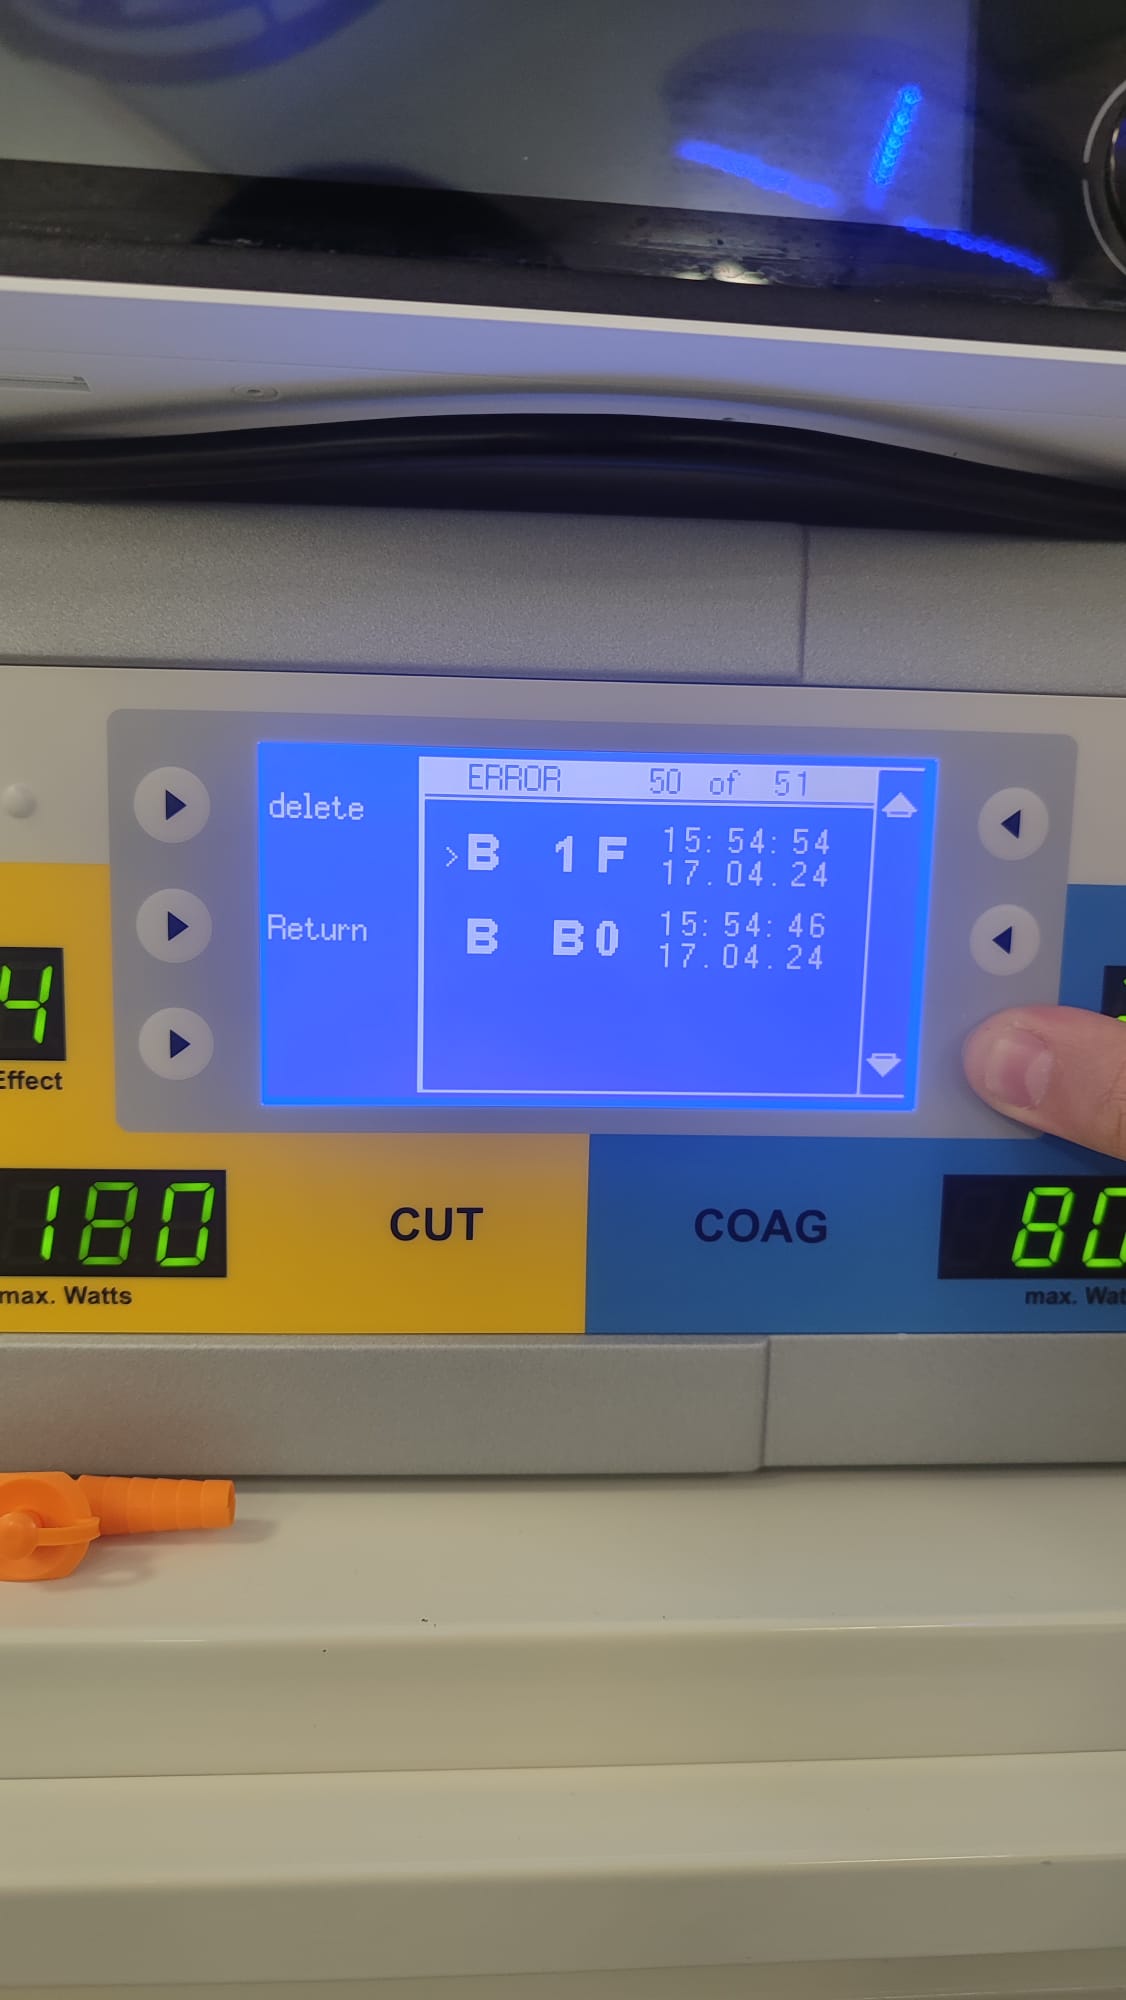 ERROR 50 of 51
delete
>B 1F 15:54:54
17.04.24
Return
B B0 15:54:46
17.04.24
4
Effect
180
max. Watts
CUT
COAG
80
max. Wat